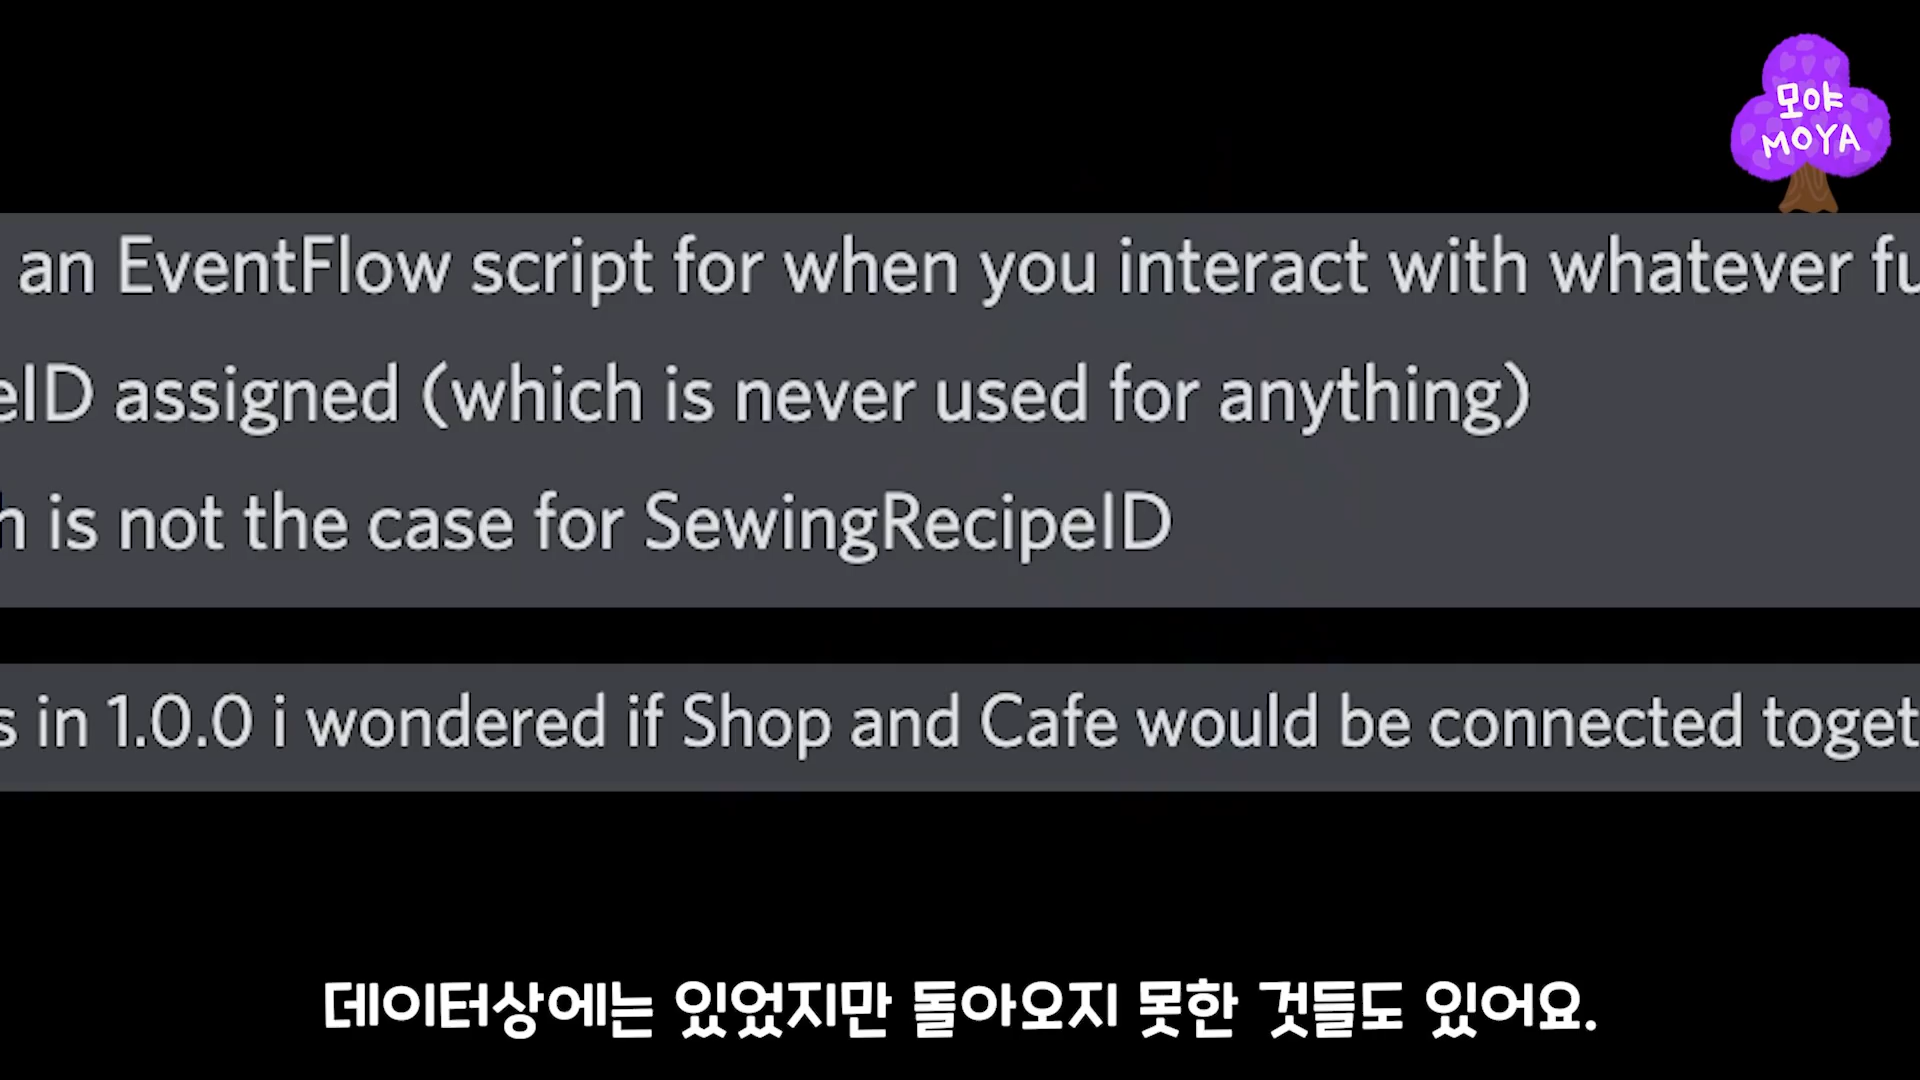 모야
MOYA
an EventFlow script for when you interact with whatever
assigned (which is never used for anything)
is not the case for SewingRecipeID
in 1.0.0 i wondered if Shop and Cafe would be connected
데이터상에는 있었지만 돌아오지 못한 것들도 있어요.